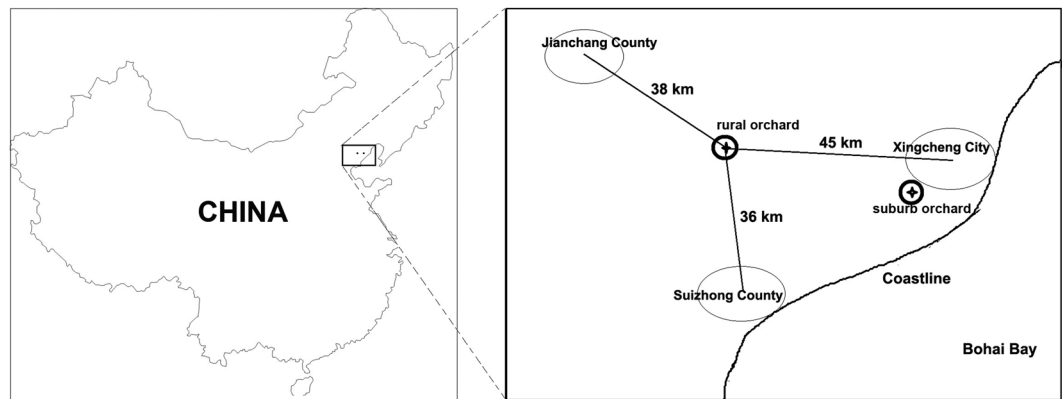 CHINA
Jianchang County
38 km
rural orchard
45 km
Xingcheng City
suburb orchard
36 km
Suizhong County
Coastline
Bohai Bay